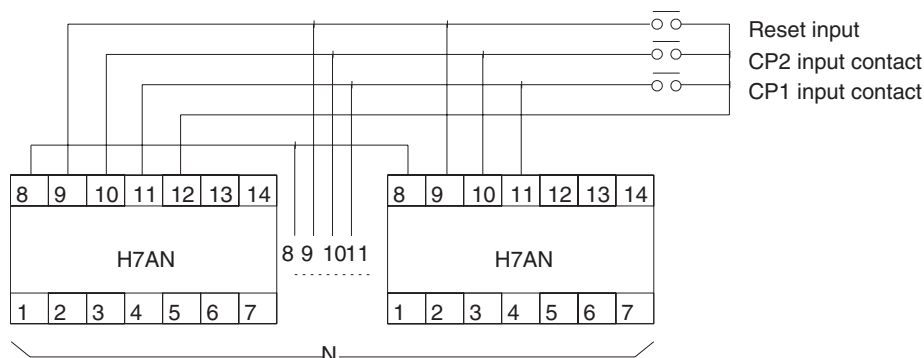 Reset input
CP2 input contact
CP1 input contact
8 9 10 11 12 13 14
8 9 10 11 12 13 14
8 9 1011
H7AN
H7AN
1 2 3 4 5 6 7
1 2 3 4 5 6 7
N